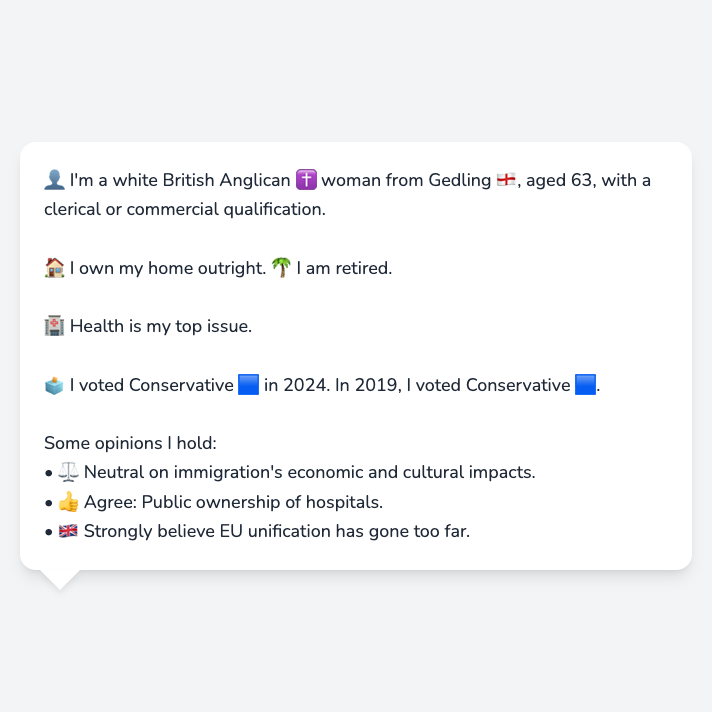 👤 I'm a white British Anglican ✝️ woman from Gedling 🏴󠁧󠁢󠁥󠁮󠁧󠁿, aged 63, with a
clerical or commercial qualification.
🏠 I own my home outright. 🌴 I am retired.
🏥 Health is my top issue.
🗳️ I voted Conservative 🟦 in 2024. In 2019, I voted Conservative 🟦.
Some opinions I hold:
• ⚖️ Neutral on immigration's economic and cultural impacts.
• 👍 Agree: Public ownership of hospitals.
• 🇬🇧 Strongly believe EU unification has gone too far.